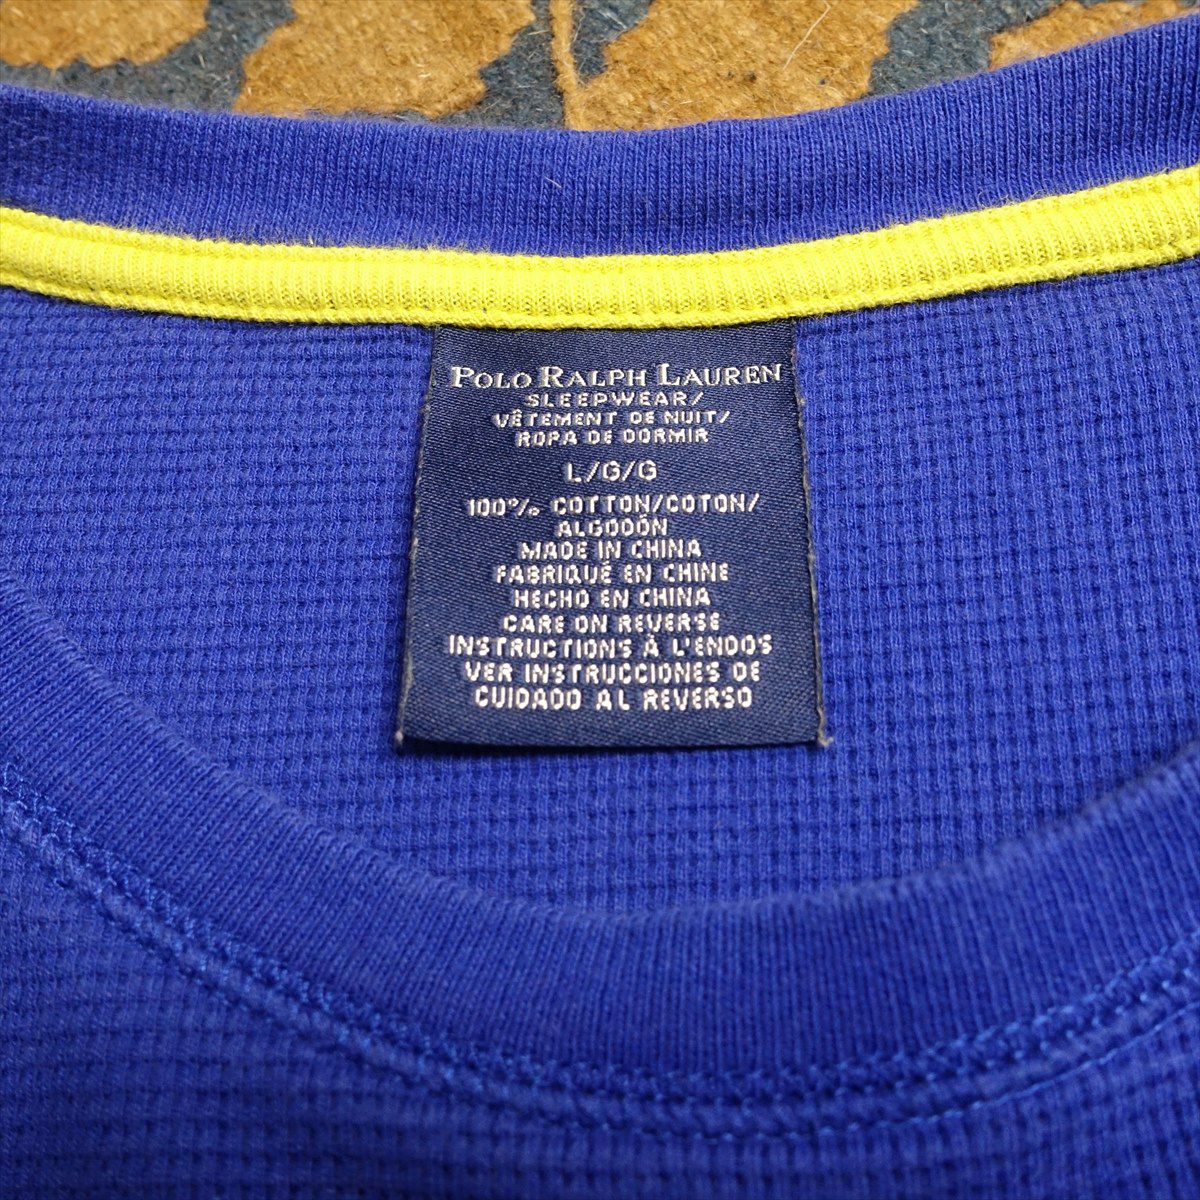 POLO RALPH LAUREN
SLEEPWEAR/
VÊTEMENT DE NUIT/
ROPA DE DORMIR
L/G/G
100% COTTON/COTON/
ALGODÓN
MADE IN CHINA
FABRIQUÉ EN CHINE
HECHO EN CHINA
CARE ON REVERSE
INSTRUCTIONS À L'ENDOS
VER INSTRUCCIONES DE
CUIDADO AL REVERSO